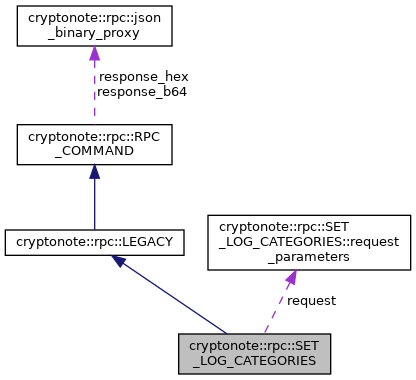 cryptonote::rpc::json
_binary_proxy
response_hex
response_b64
cryptonote::rpc::RPC
_COMMAND
cryptonote::rpc::LEGACY
cryptonote::rpc::SET
_LOG_CATEGORIES::request
_parameters
request
cryptonote::rpc::SET
_LOG_CATEGORIES